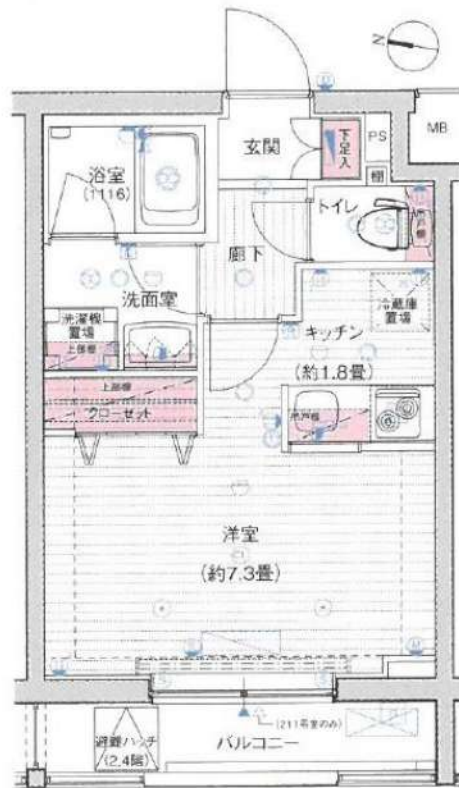 N
MB
PS
玄関
下足入
棚
浴室
(1116)
トイレ
吊戸棚
廊下
洗面室
洗濯機
置場
上部棚
冷蔵庫
置場
キッチン
(約1.8畳)
上部棚
クローゼット
吊戸棚
洋室
(約7.3畳)
(211号室のみ)
避難ハッチ
(2.4階)
バルコニー